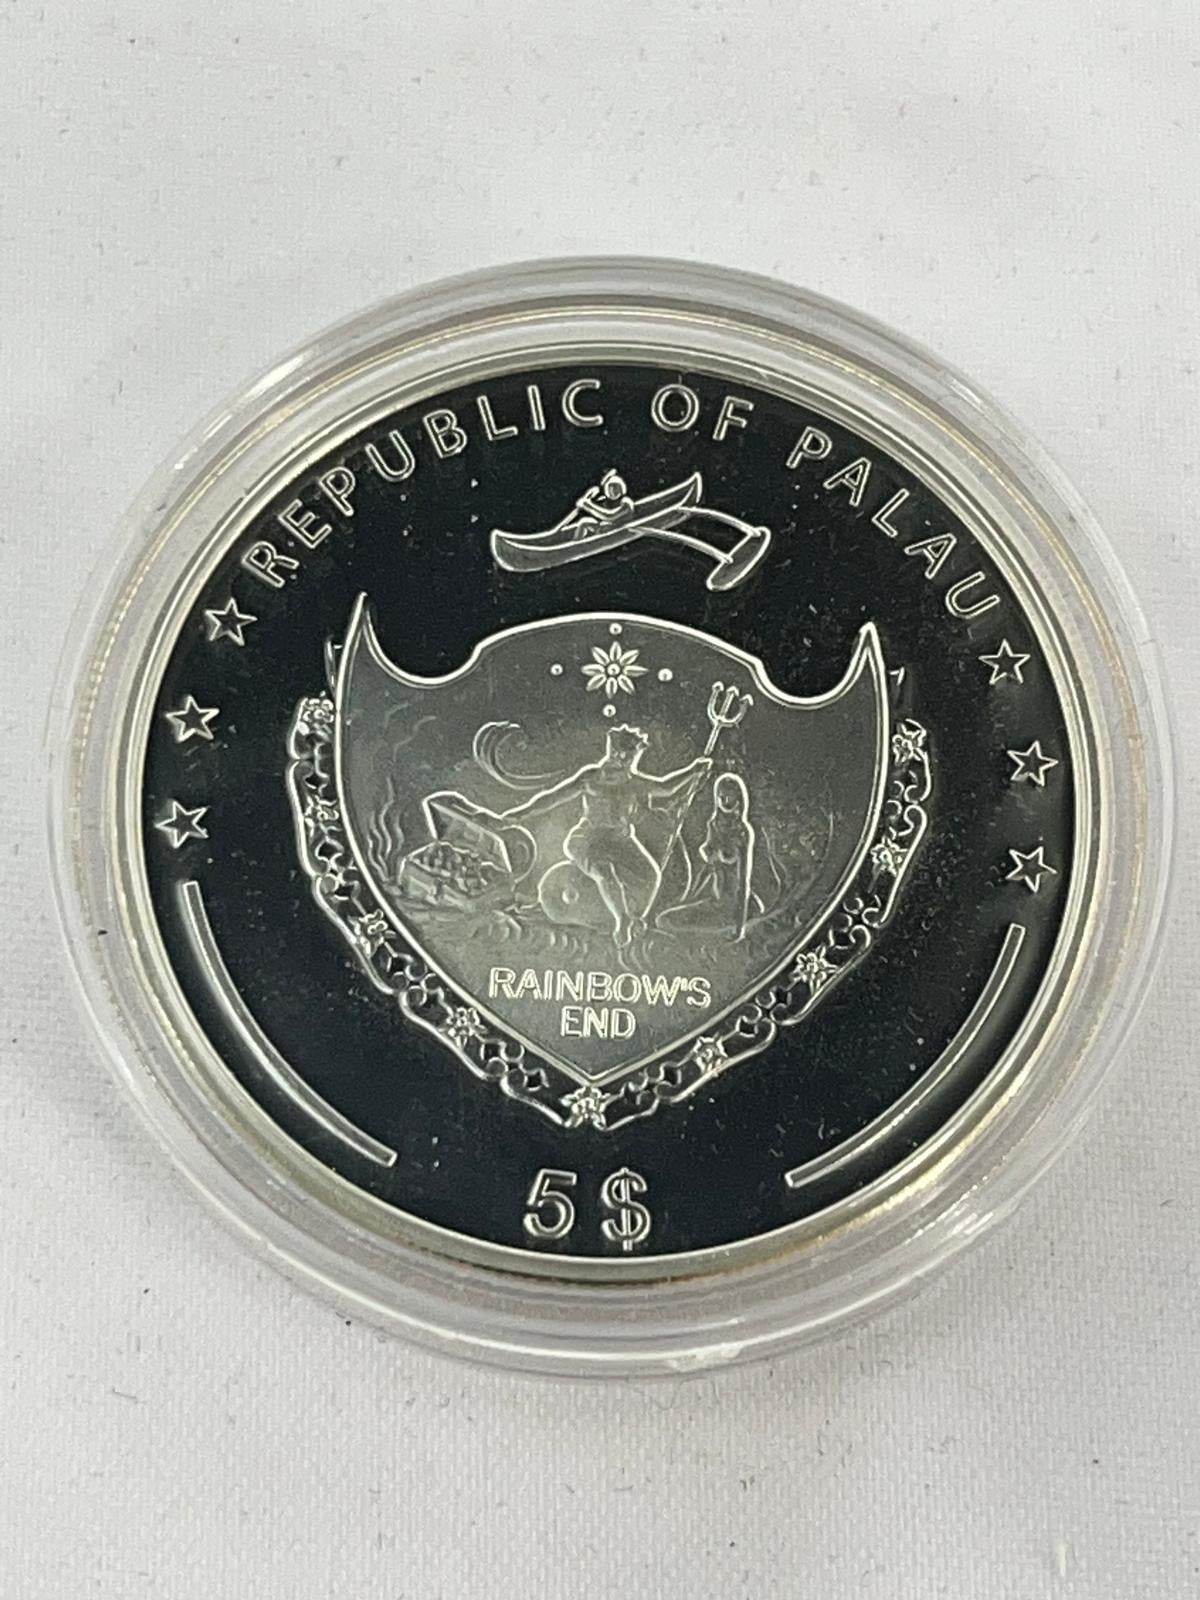 REPUBLIC OF PALAU
RAINBOW'S
END
5$